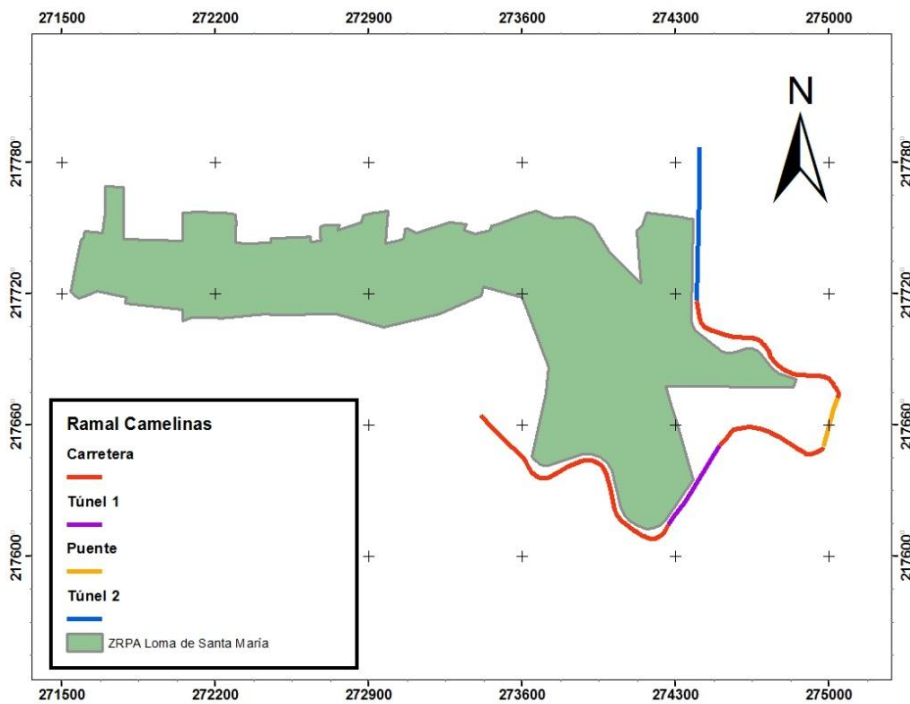 271500 272200 272900 273600 274300 275000
N
217780
217720
217660
217600
217780
217720
217660
217600
Ramal Camelinas
Carretera
Túnel 1
Puente
Túnel 2
ZRPA Loma de Santa María
271500 272200 272900 273600 274300 275000